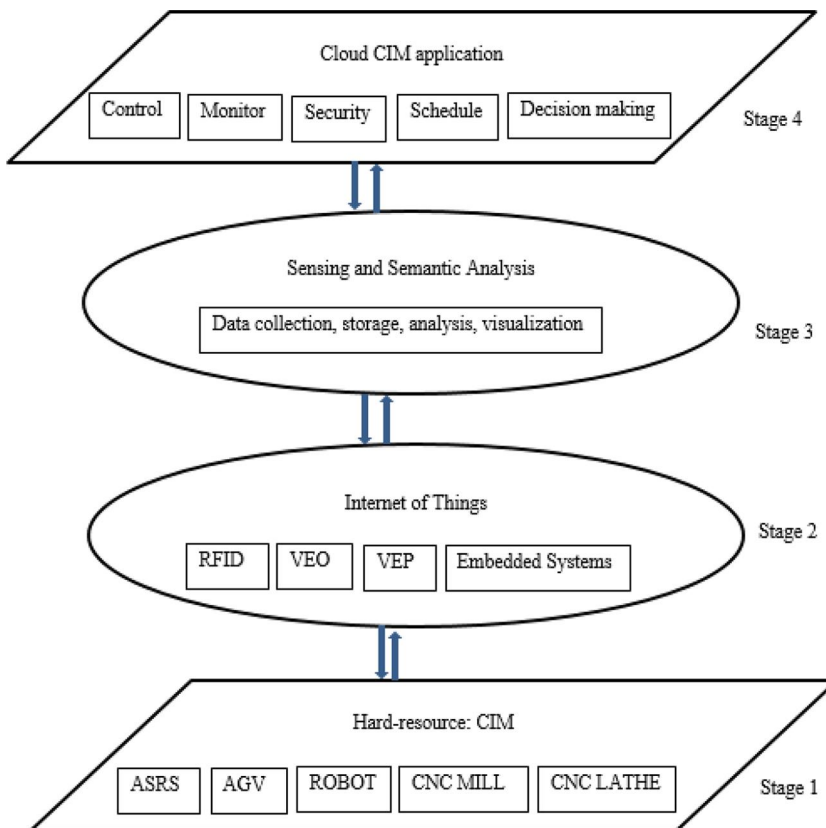 Cloud CIM application
Control Monitor Security Schedule Decision making
Stage 4
Sensing and Semantic Analysis
Data collection, storage, analysis, visualization
Stage 3
Internet of Things
RFID VEO VEP Embedded Systems
Stage 2
Hard-resource: CIM
ASRS AGV ROBOT CNC MILL CNC LATHE
Stage 1